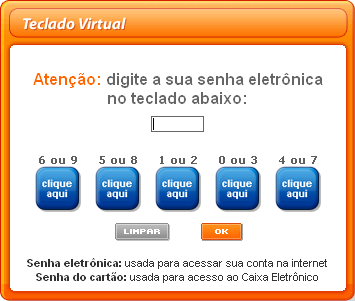 Teclado Virtual
Atenção: digite a sua senha eletrônica
no teclado abaixo:
6 ou 9 5 ou 8 1 ou 2 0 ou 3 4 ou 7
clique clique clique clique clique
aqui aqui aqui aqui aqui
LIMPAR OK
Senha eletrônica: usada para acessar sua conta na internet
Senha do cartão: usada para acesso ao Caixa Eletrônico